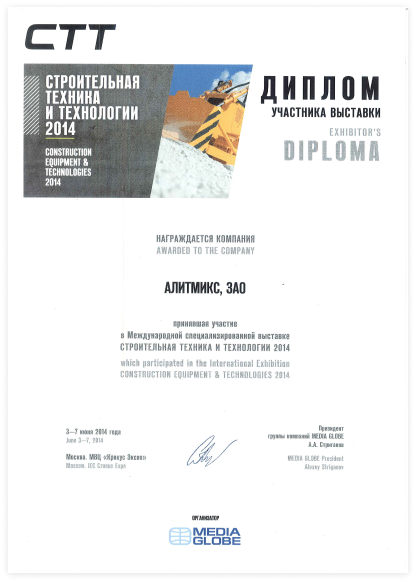 СТТ
СТРОИТЕЛЬНАЯ
ТЕХНИКА
И ТЕХНОЛОГИИ
2014
CONSTRUCTION
EQUIPMENT &
TECHNOLOGIES
2014
ДИПЛОМ
УЧАСТНИКА ВЫСТАВКИ
EXHIBITOR'S
DIPLOMA
НАГРАЖДАЕТСЯ КОМПАНИЯ
AWARDED TO THE COMPANY
АЛИТМИКС, ЗАО
принявшая участие
в Международной специализированной выставке
СТРОИТЕЛЬНАЯ ТЕХНИКА И ТЕХНОЛОГИИ 2014
which participated in the International Exhibition
CONSTRUCTION EQUIPMENT & TECHNOLOGIES 2014
3—7 июня 2014 года
June 3–7, 2014
Москва. МВЦ «Крокус Экспо»
Moscow. IEC Crocus Expo
Президент
группы компаний MEDIA GLOBE
А.А. Стриганов
MEDIA GLOBE President
Alexey Striganov
ОРГАНИЗАТОР
MEDIA
GLOBE